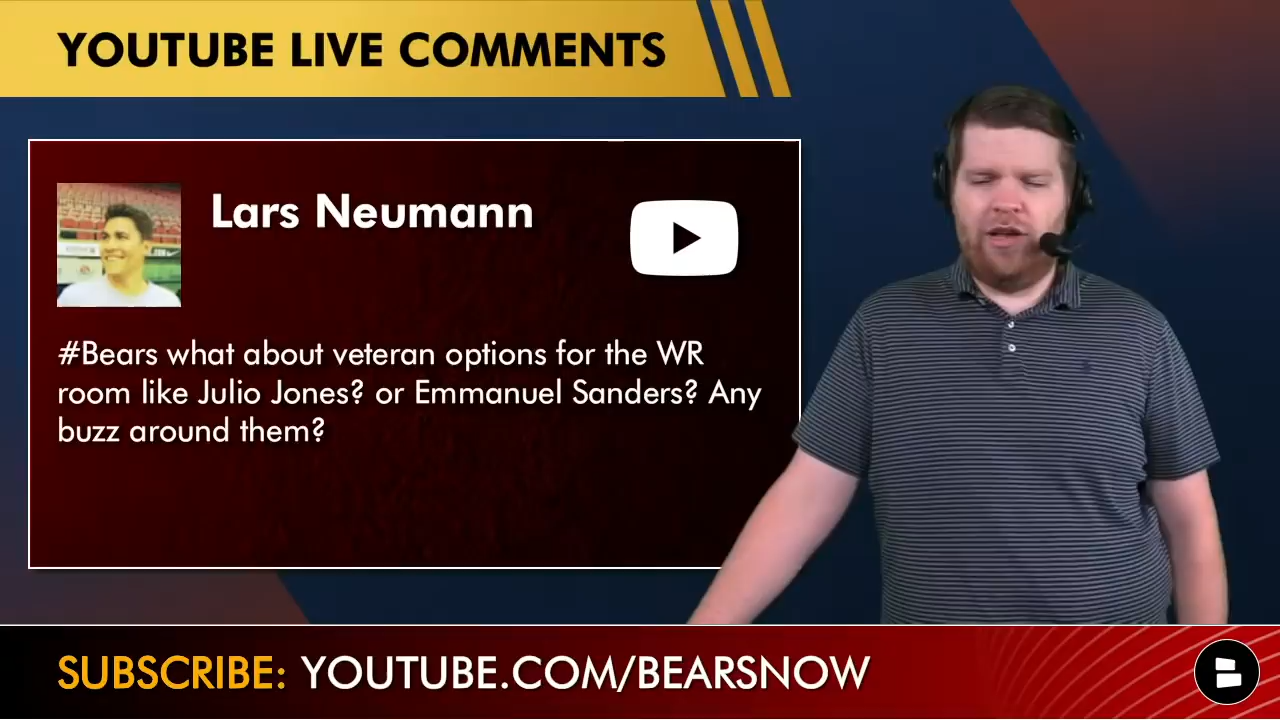 YOUTUBE LIVE COMMENTS
Lars Neumann
#Bears what about veteran options for the WR
room like Julio Jones? or Emmanuel Sanders? Any
buzz around them?
SUBSCRIBE: YOUTUBE.COM/BEARSNOW